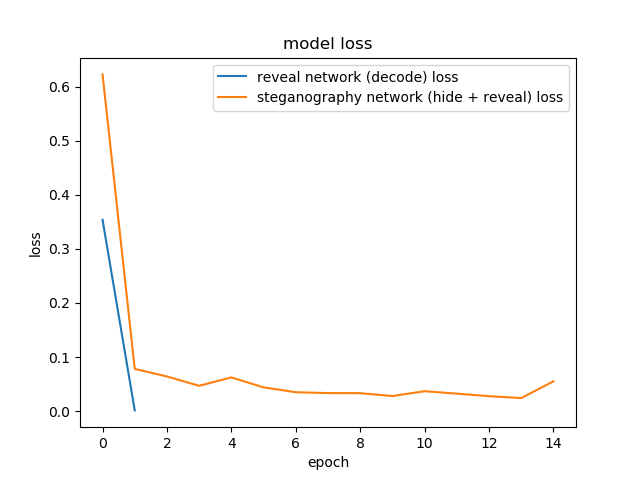 model loss
reveal network (decode) loss
steganography network (hide + reveal) loss
0.6
0.5
0.4
0.3
0.2
0.1
0.0
loss
0 2 4 6 8 10 12 14
epoch